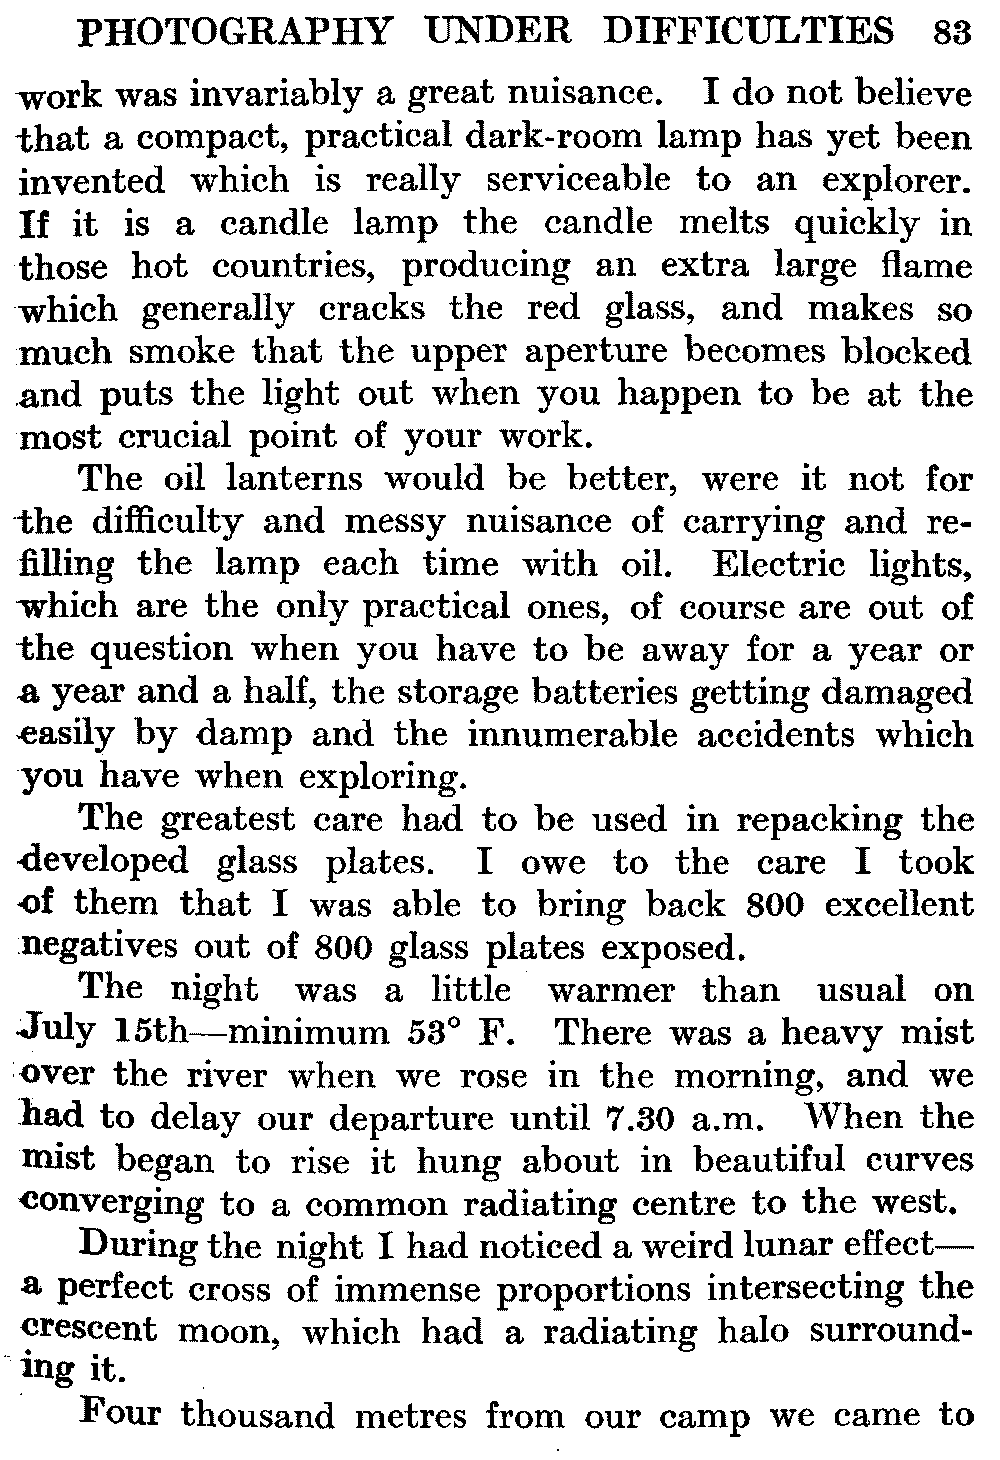 PHOTOGRAPHY UNDER DIFFICULTIES 83
work was invariably a great nuisance. I do not believe
that a compact, practical dark-room lamp has yet been
invented which is really serviceable to an explorer.
If it is a candle lamp the candle melts quickly in
those hot countries, producing an extra large flame
which generally cracks the red glass, and makes so
much smoke that the upper aperture becomes blocked
and puts the light out when you happen to be at the
most crucial point of your work.
The oil lanterns would be better, were it not for
the difficulty and messy nuisance of carrying and re-
filling the lamp each time with oil. Electric lights,
which are the only practical ones, of course are out of
the question when you have to be away for a year or
a year and a half, the storage batteries getting damaged
easily by damp and the innumerable accidents which
you have when exploring.
The greatest care had to be used in repacking the
developed glass plates. I owe to the care I took
of them that I was able to bring back 800 excellent
negatives out of 800 glass plates exposed.
The night was a little warmer than usual on
July 15th—minimum 53° F. There was a heavy mist
over the river when we rose in the morning, and we
had to delay our departure until 7.30 a.m. When the
mist began to rise it hung about in beautiful curves
converging to a common radiating centre to the west.
During the night I had noticed a weird lunar effect—
a perfect cross of immense proportions intersecting the
crescent moon, which had a radiating halo surround-
ing it.
Four thousand metres from our camp we came to